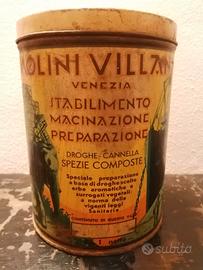 OLINI VILLAN
VENEZIA
STABILIMENTO
MACINAZIONE
PREPARAZIONE
DROGHE-CANNELLA
SPEZIE COMPOSTE
Speciale preparazione
a base di droghe scelte
erbe aromatiche e
surrogati vegetali
a norma delle
vigenti leggi
Sanitarie
subito